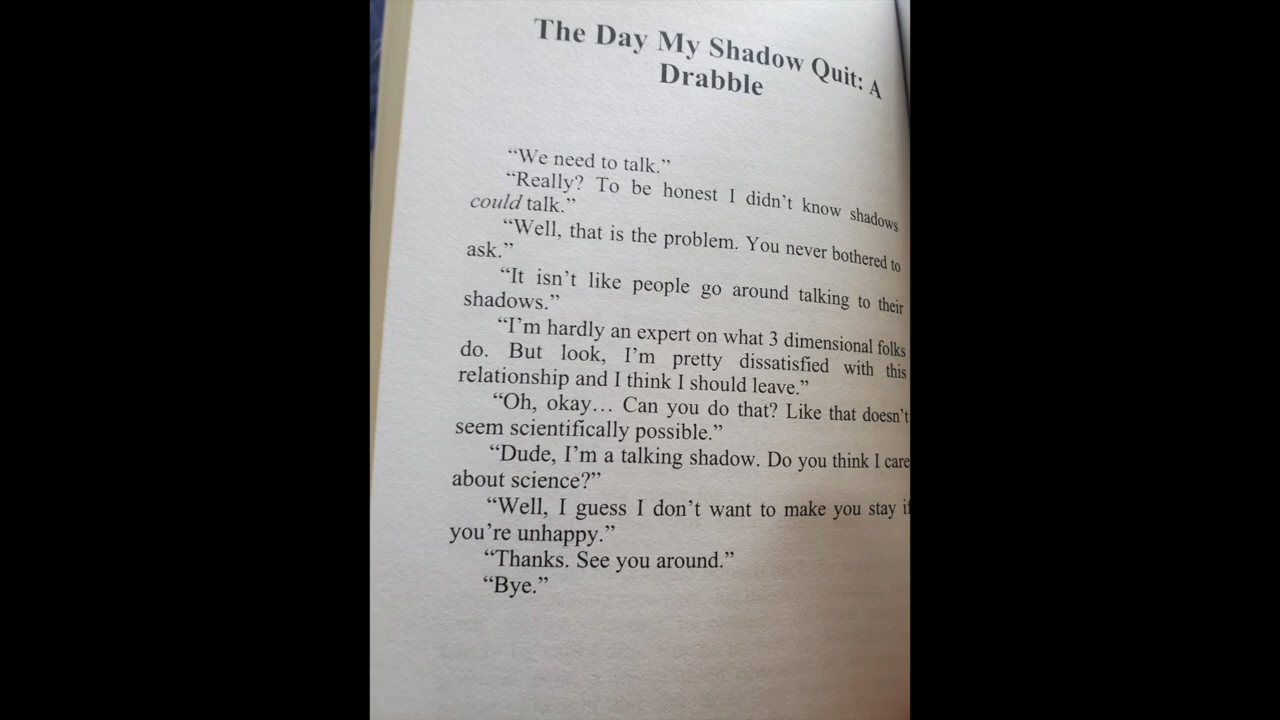 The Day My Shadow Quit: A
Drabble
“We need to talk.”
“Really? To be honest I didn’t know shadows
could talk.”
“Well, that is the problem. You never bothered to
ask.”
“It isn’t like people go around talking to their
shadows.”
“I’m hardly an expert on what 3 dimensional folks
do. But look, I’m pretty dissatisfied with this
relationship and I think I should leave.”
“Oh, okay… Can you do that? Like that doesn’t
seem scientifically possible.”
“Dude, I’m a talking shadow. Do you think I care
about science?”
“Well, I guess I don’t want to make you stay if
you’re unhappy.”
“Thanks. See you around.”
“Bye.”